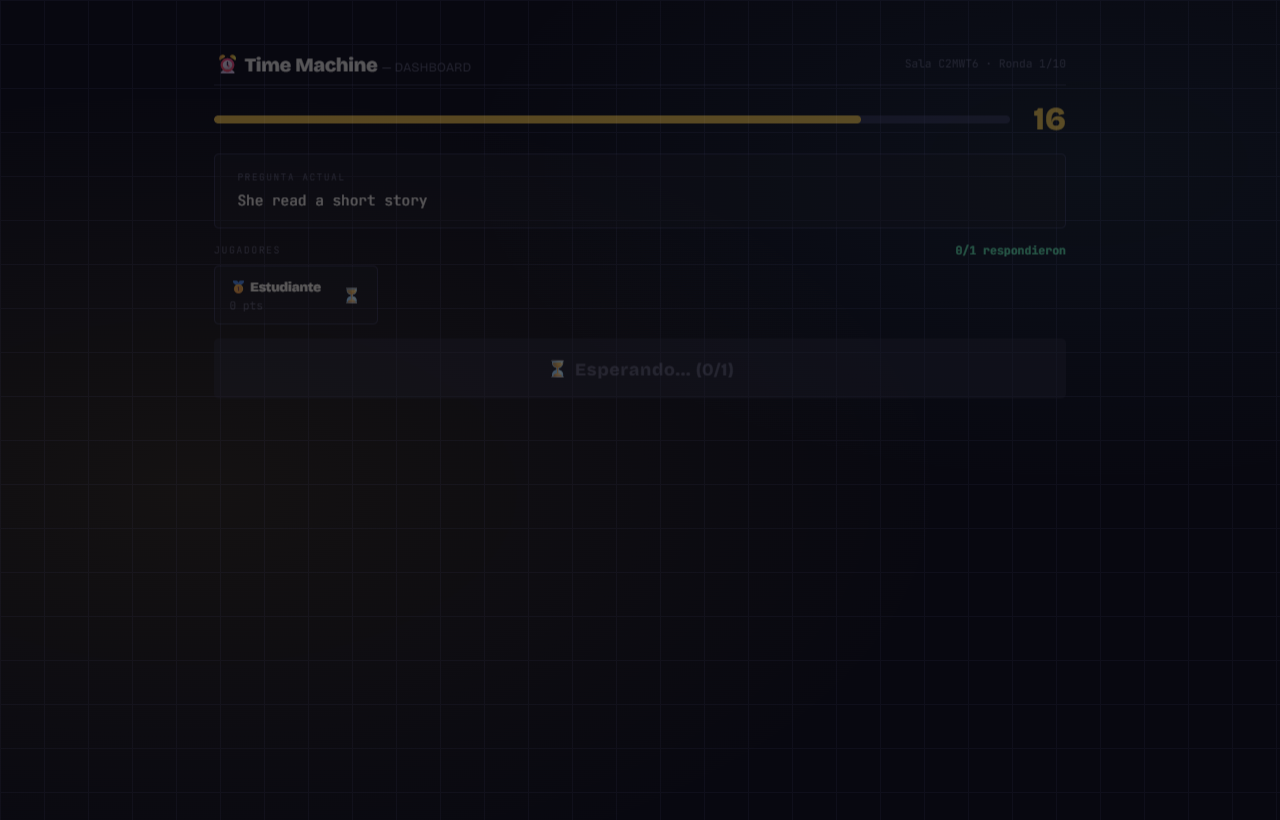 Time Machine — DASHBOARD
Sala C2MWT6 · Ronda 1/10
16
PREGUNTA ACTUAL
She read a short story
JUGADORES
0/1 respondieron
Estudiante
0 pts
Esperando... (0/1)